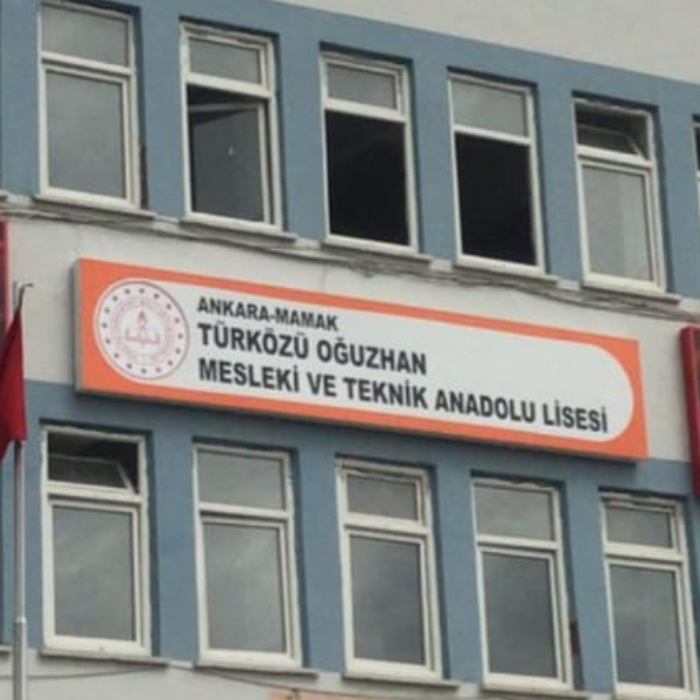 ANKARA-MAMAK
TÜRKÖZÜ OĞUZHAN
MESLEKİ VE TEKNİK ANADOLU LİSESİ